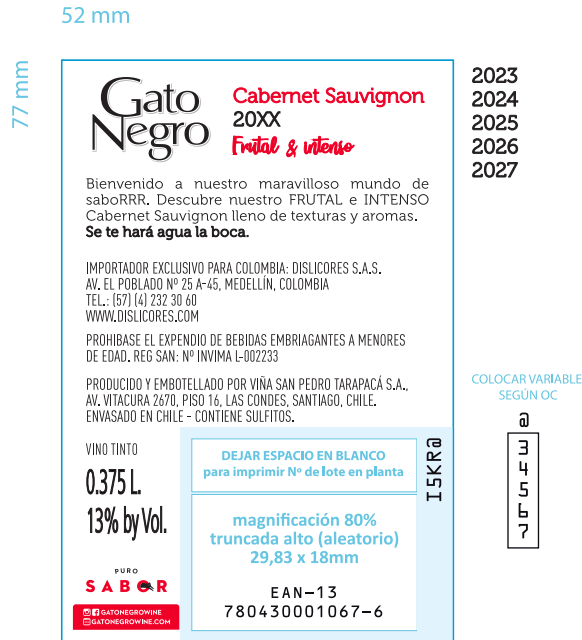 52 mm
77 mm
Gato
Negro
Cabernet Sauvignon
20XX
Frutal & intenso
2023
2024
2025
2026
2027
Bienvenido a nuestro maravilloso mundo de
saboRRR. Descubre nuestro FRUTAL e INTENSO
Cabernet Sauvignon lleno de texturas y aromas.
Se te hará agua la boca.
IMPORTADOR EXCLUSIVO PARA COLOMBIA: DISLICORES S.A.S.
AV. EL POBLADO Nº 25 A-45, MEDELLÍN, COLOMBIA
TEL.: (57) (4) 232 30 60
WWW.DISLICORES.COM
PROHIBASE EL EXPENDIO DE BEBIDAS EMBRIAGANTES A MENORES
DE EDAD. REG SAN: Nº INVIMA L-002233
PRODUCIDO Y EMBOTELLADO POR VIÑA SAN PEDRO TARAPACÁ S.A.,
AV. VITACURA 2670, PISO 16, LAS CONDES, SANTIAGO, CHILE.
ENVASADO EN CHILE - CONTIENE SULFITOS.
COLOCAR VARIABLE
SEGÚN OC
@
3
4
5
6
7
VINO TINTO
0.375 L.
13% by Vol.
DEJAR ESPACIO EN BLANCO
para imprimir Nº de lote en planta
I5KR@
magnificación 80%
truncada alto (aleatorio)
29,83 x 18mm
EAN-13
780430001067-6
PURO
SABOR
GATONEGROWINE
GATONEGROWINE.COM